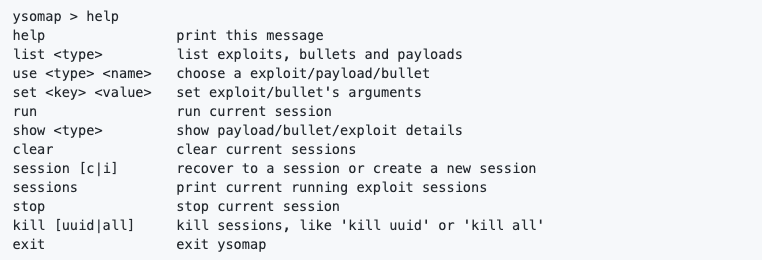 ysomap > help
help                print this message
list <type>         list exploits, bullets and payloads
use <type> <name>   choose a exploit/payload/bullet
set <key> <value>   set exploit/bullet's arguments
run                 run current session
show <type>         show payload/bullet/exploit details
clear               clear current sessions
session [c|i]       recover to a session or create a new session
sessions            print current running exploit sessions
stop                stop current session
kill [uuid|all]     kill sessions, like 'kill uuid' or 'kill all'
exit                exit ysomap